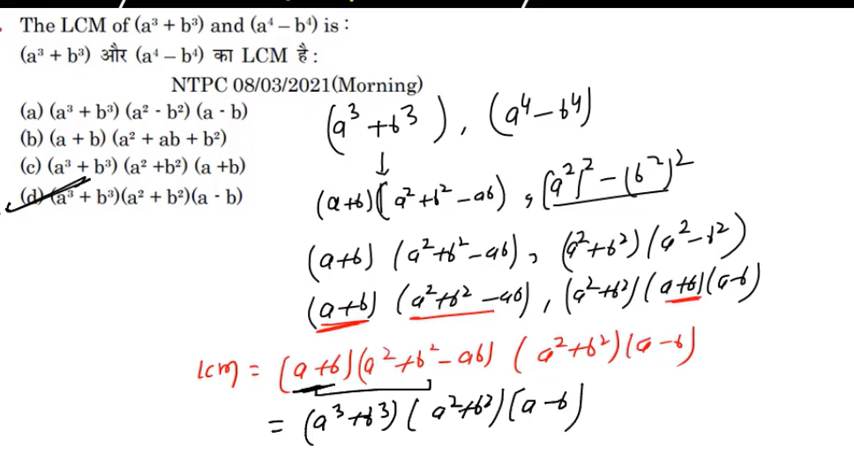 The LCM of (a³ + b³) and (a⁴ – b⁴) is :
(a³ + b³) और (a⁴ – b⁴) का LCM है :
NTPC 08/03/2021(Morning)
(a) (a³ + b³) (a² - b²) (a - b)
(b) (a + b) (a² + ab + b²)
(c) (a³ + b³) (a² +b²) (a +b)
(d) (a³ + b³)(a² + b²)(a - b)
(a³ + b³), (a⁴ – b⁴)
↓
(a+b)(a²+b²–ab), (a²)² – (b²)²
(a+b) (a²+b²–ab), (a²+b²)(a²–b²)
(a+b) (a²+b²–ab), (a²+b²)(a+b)(a–b)
LCM = (a+b)(a²+b²–ab) (a²+b²)(a–b)
= (a³+b³)(a²+b²)(a–b)